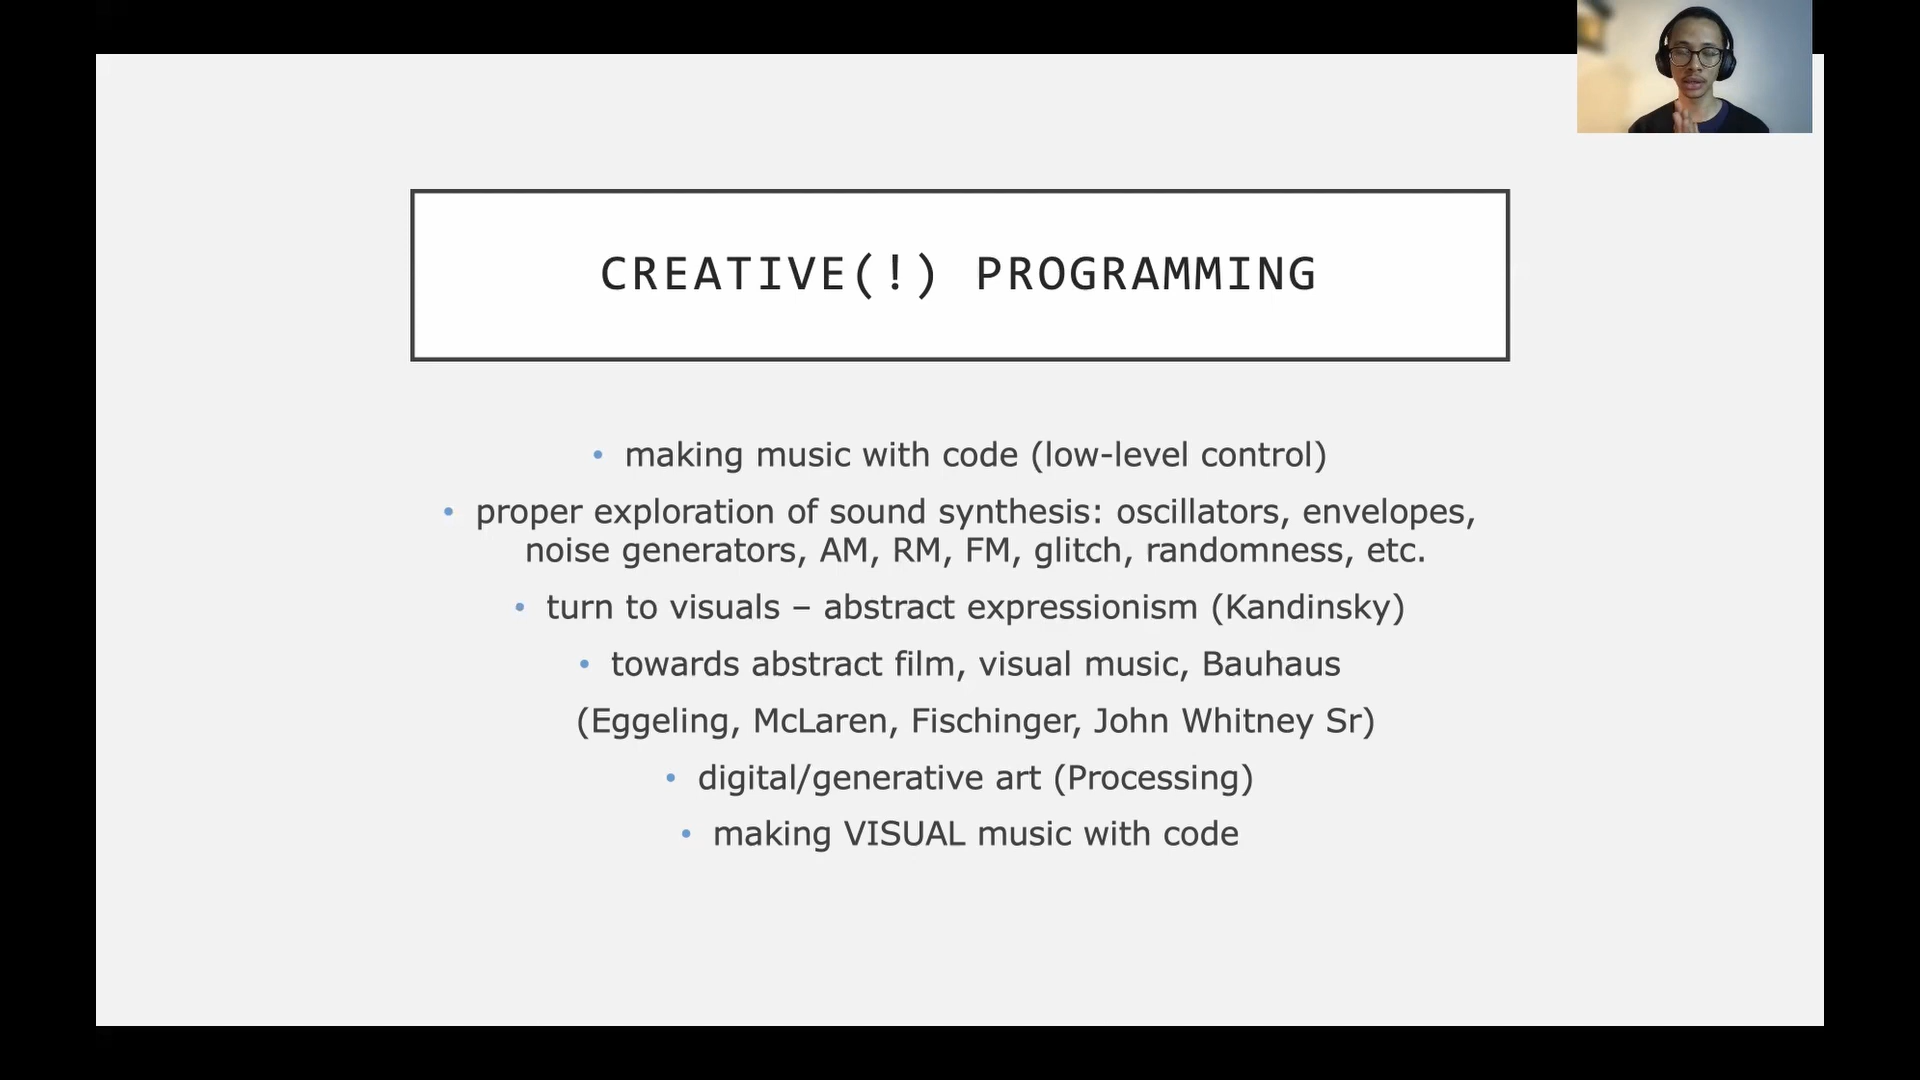 CREATIVE(!) PROGRAMMING
• making music with code (low-level control)
• proper exploration of sound synthesis: oscillators, envelopes,
noise generators, AM, RM, FM, glitch, randomness, etc.
• turn to visuals – abstract expressionism (Kandinsky)
• towards abstract film, visual music, Bauhaus
(Eggeling, McLaren, Fischinger, John Whitney Sr)
• digital/generative art (Processing)
• making VISUAL music with code